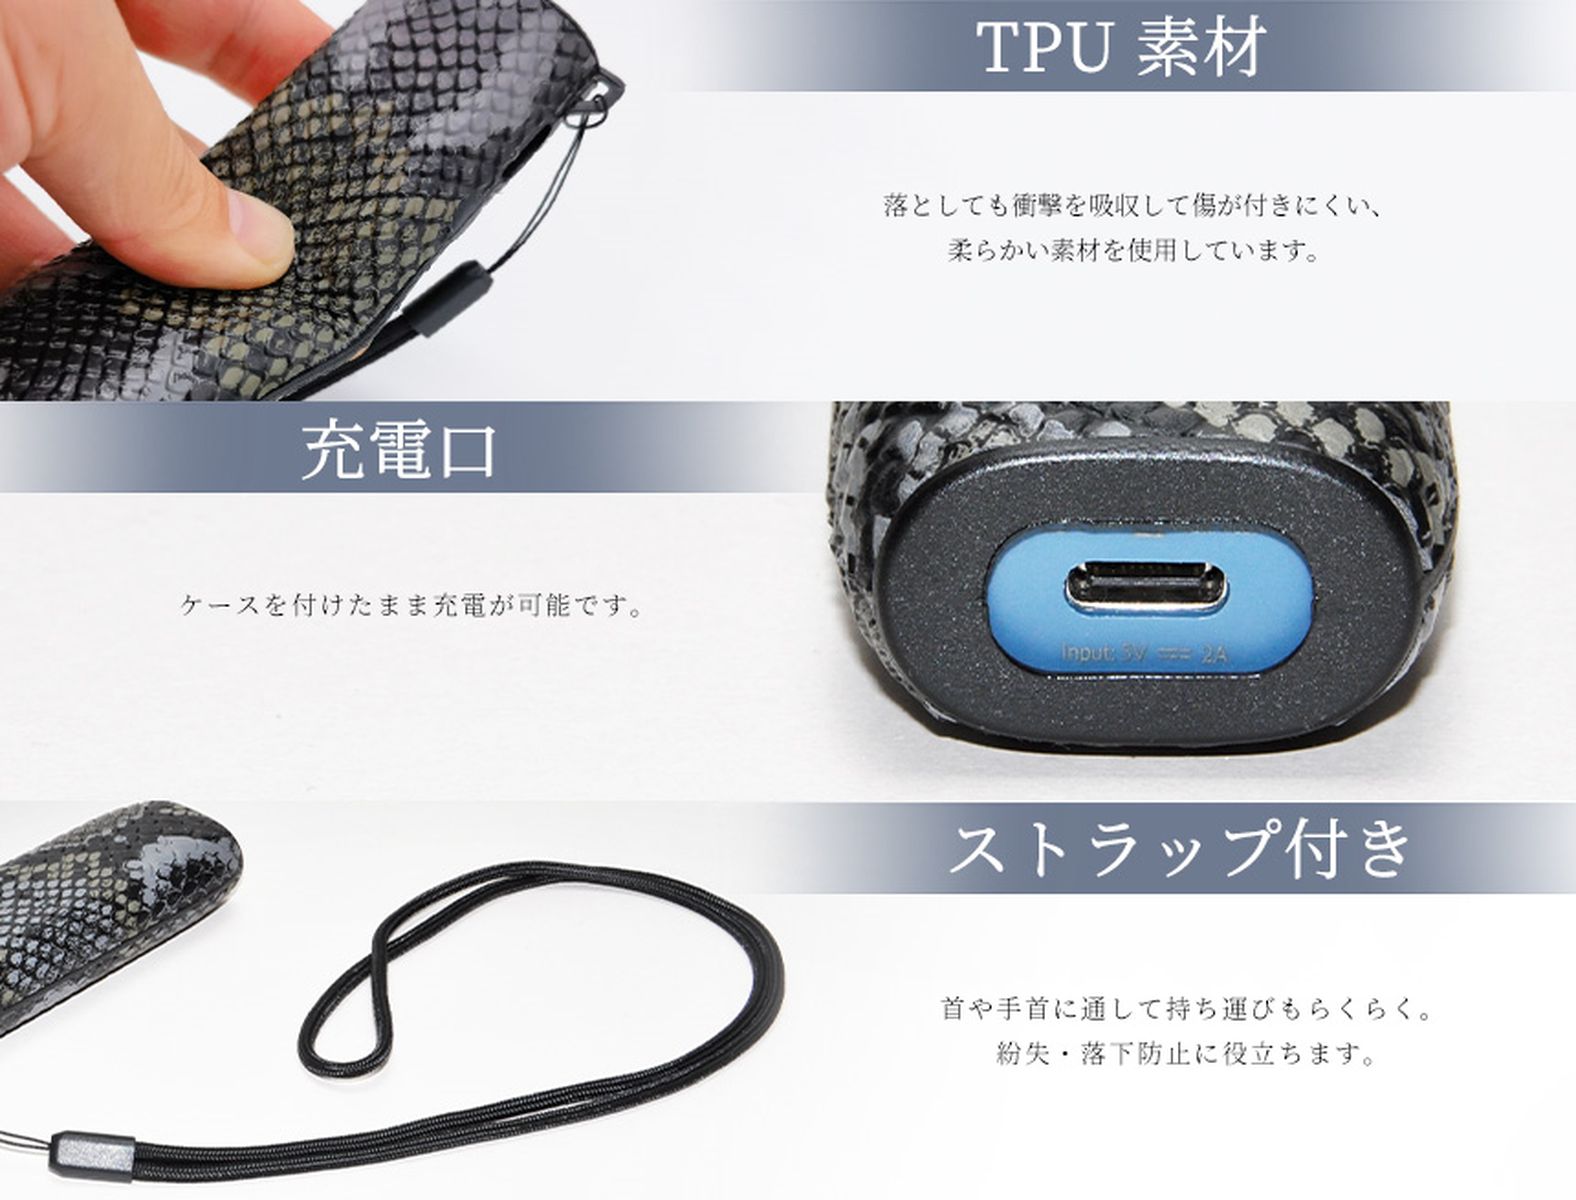 TPU 素材
落としても衝撃を吸収して傷が付きにくい、
柔らかい素材を使用しています。
充電口
ケースを付けたまま充電が可能です。
Input: 5V ⎓ 2A
ストラップ付き
首や手首に通して持ち運びもらくらく。
紛失・落下防止に役立ちます。